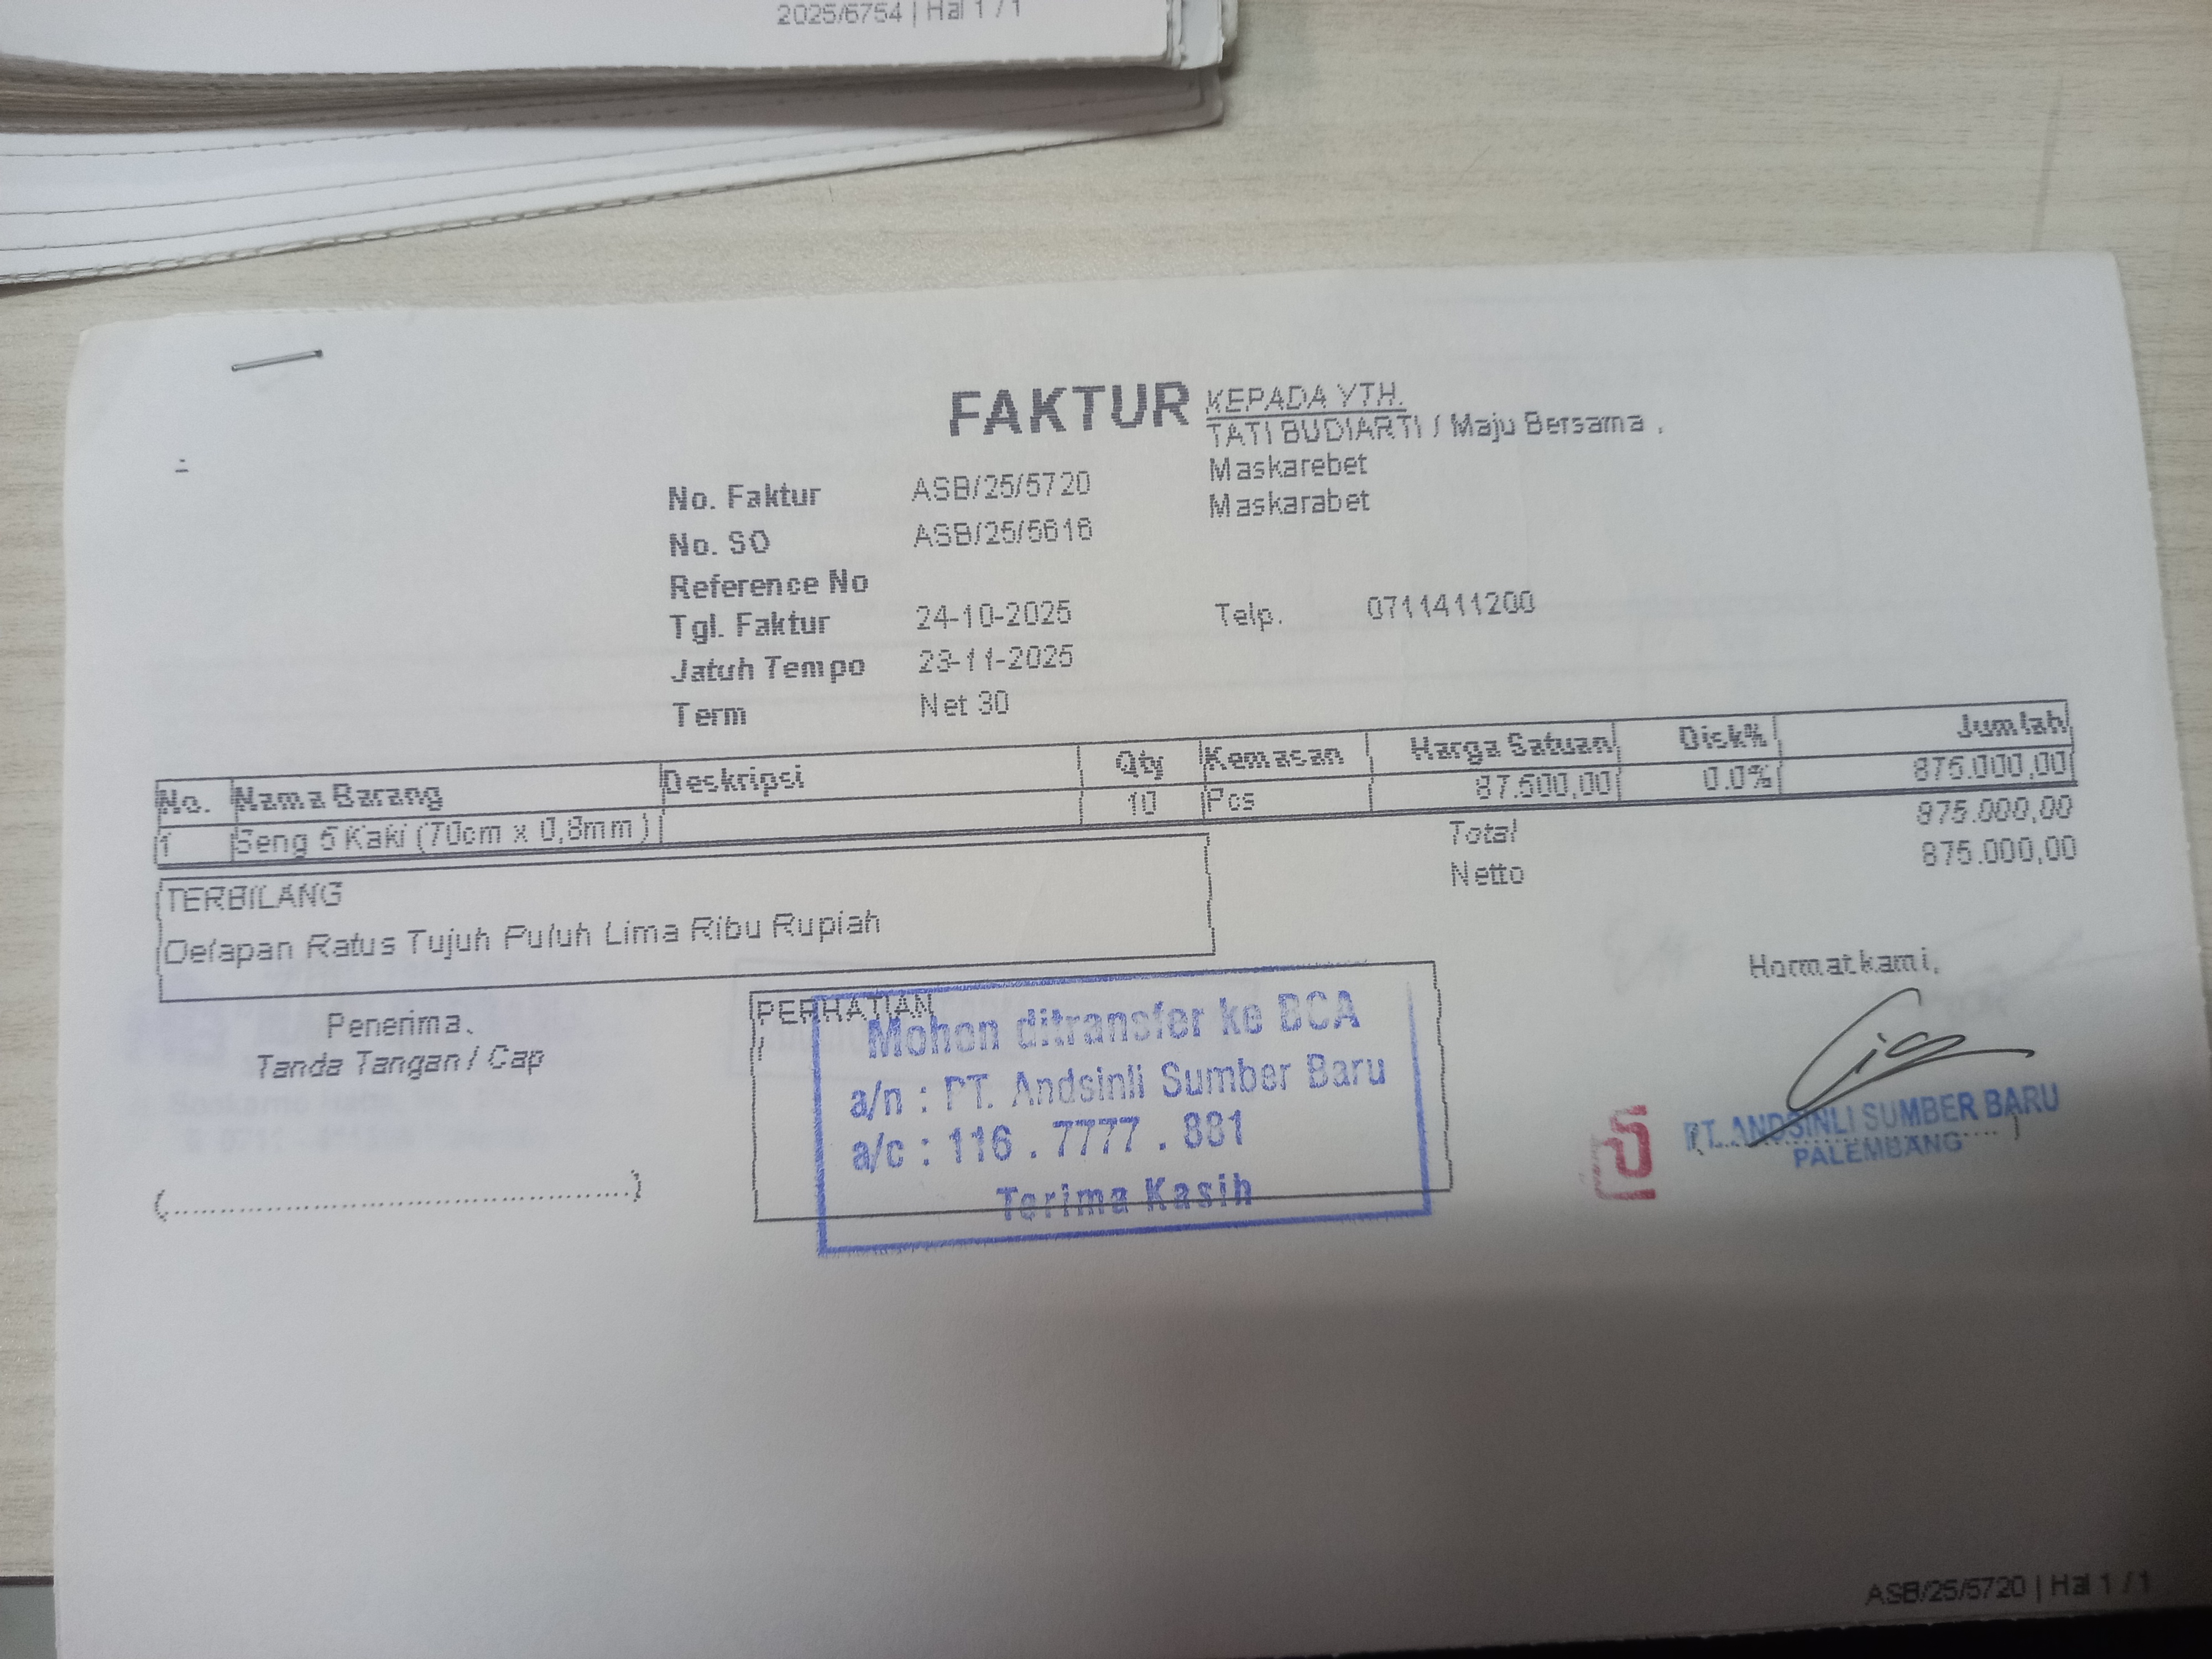 2025/6754 | Hal 1 / 1
FAKTUR
KEPADA YTH.
TATI BUDIARTI / Maju Bersama .
Maskarebet
Maskarabet
No. Faktur ASB/25/5720
No. SO ASB/25/5616
Reference No
Tgl. Faktur 24-10-2025 Telp. 0711411200
Jatuh Tempo 23-11-2025
Term Net 30
No. Nama Barang Deskripsi Qty Kemasan Harga Satuan Disk% Jumlah
1 Seng 5 Kaki (70cm x 0,8mm) 10 Pcs 87.500,00 0.0% 875.000,00
Total 875.000,00
Netto 875.000,00
TERBILANG
Delapan Ratus Tujuh Puluh Lima Ribu Rupiah
Penerima.
Tanda Tangan / Cap
(........................................)
PERHATIAN
Mohon ditransfer ke BCA
a/n : PT. Andsinli Sumber Baru
a/c : 116 . 7777 . 881
Terima Kasih
Hormat kami,
PT. ANDSINLI SUMBER BARU
PALEMBANG
ASB/25/5720 | Hal 1 / 1